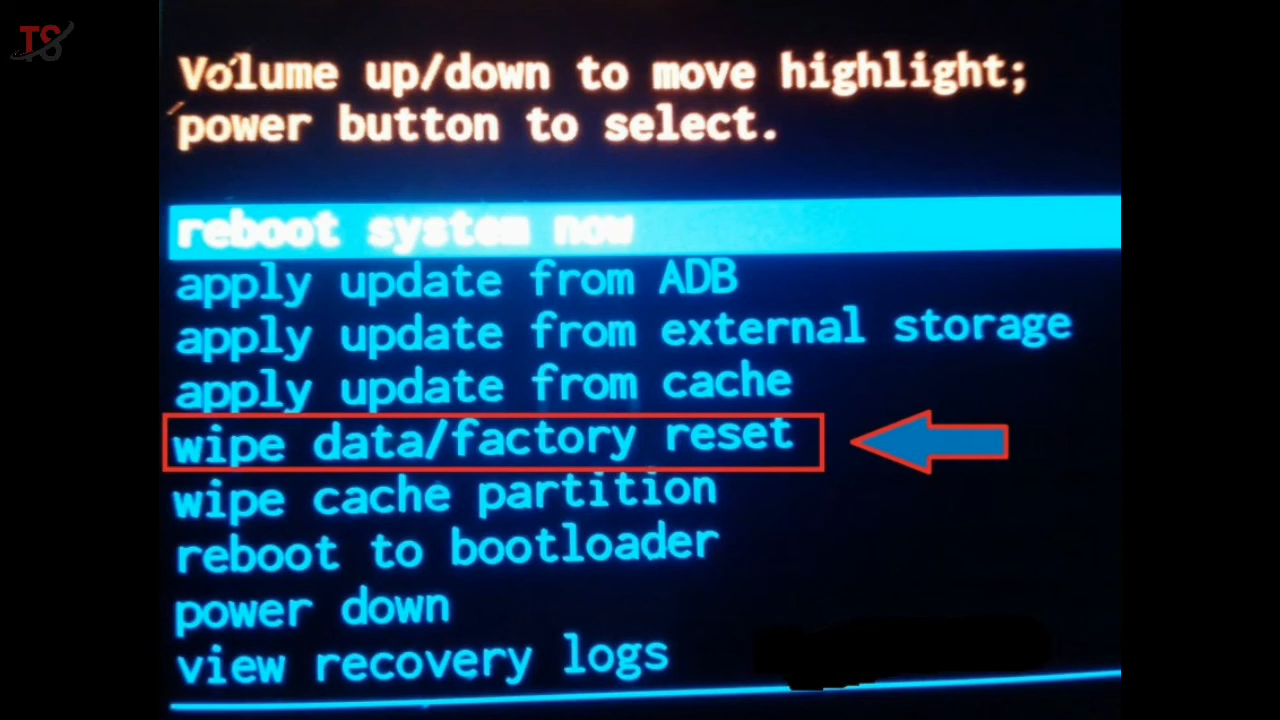 TS
Volume up/down to move highlight;
power button to select.
reboot system now
apply update from ADB
apply update from external storage
apply update from cache
wipe data/factory reset
wipe cache partition
reboot to bootloader
power down
view recovery logs